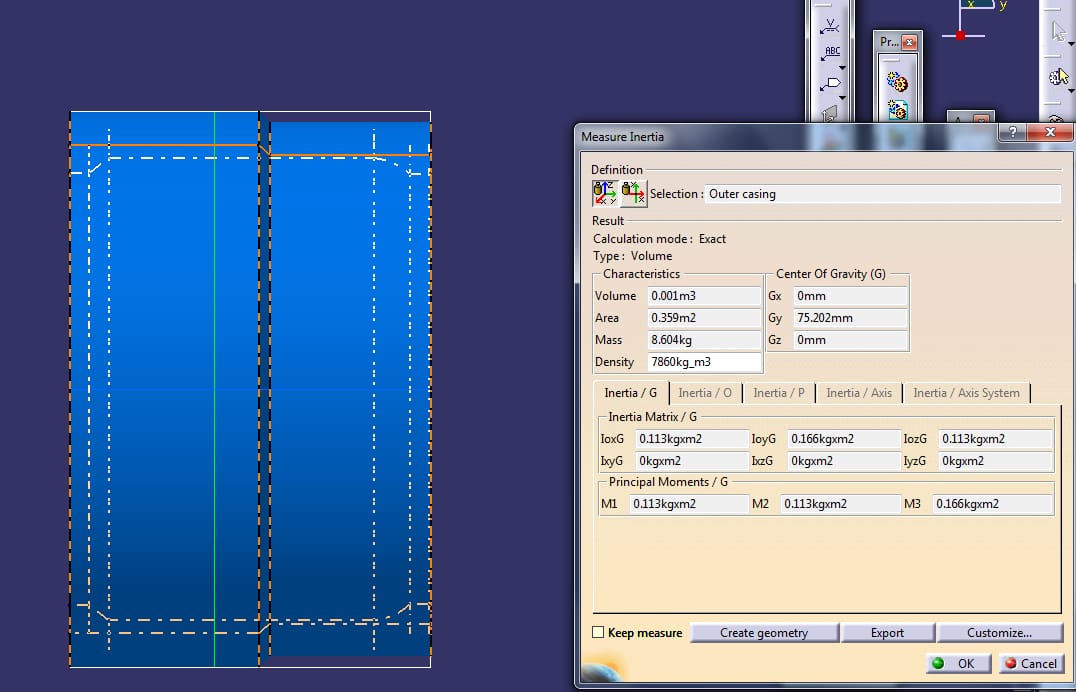 x y
ABC
Pr...
A...
Measure Inertia
Definition
Selection : Outer casing
Result
Calculation mode : Exact
Type : Volume
Characteristics
Center Of Gravity (G)
Volume 0.001m3 Gx 0mm
Area 0.359m2 Gy 75.202mm
Mass 8.604kg Gz 0mm
Density 7860kg_m3
Inertia / G Inertia / O Inertia / P Inertia / Axis Inertia / Axis System
Inertia Matrix / G
IoxG 0.113kgxm2 IoyG 0.166kgxm2 IozG 0.113kgxm2
IxyG 0kgxm2 IxzG 0kgxm2 IyzG 0kgxm2
Principal Moments / G
M1 0.113kgxm2 M2 0.113kgxm2 M3 0.166kgxm2
Keep measure Create geometry Export Customize...
OK Cancel